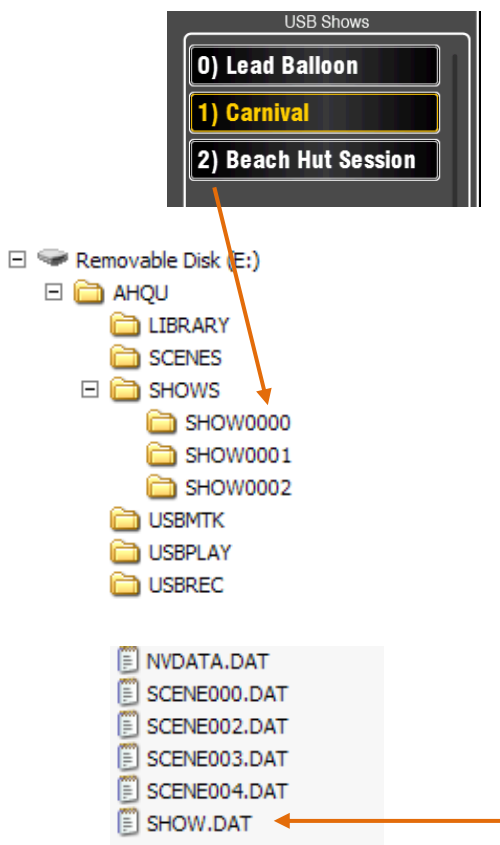 USB Shows
0) Lead Balloon
1) Carnival
2) Beach Hut Session
Removable Disk (E:)
AHQU
LIBRARY
SCENES
SHOWS
SHOW0000
SHOW0001
SHOW0002
USBMTK
USBPLAY
USBREC
NVDATA.DAT
SCENE000.DAT
SCENE002.DAT
SCENE003.DAT
SCENE004.DAT
SHOW.DAT